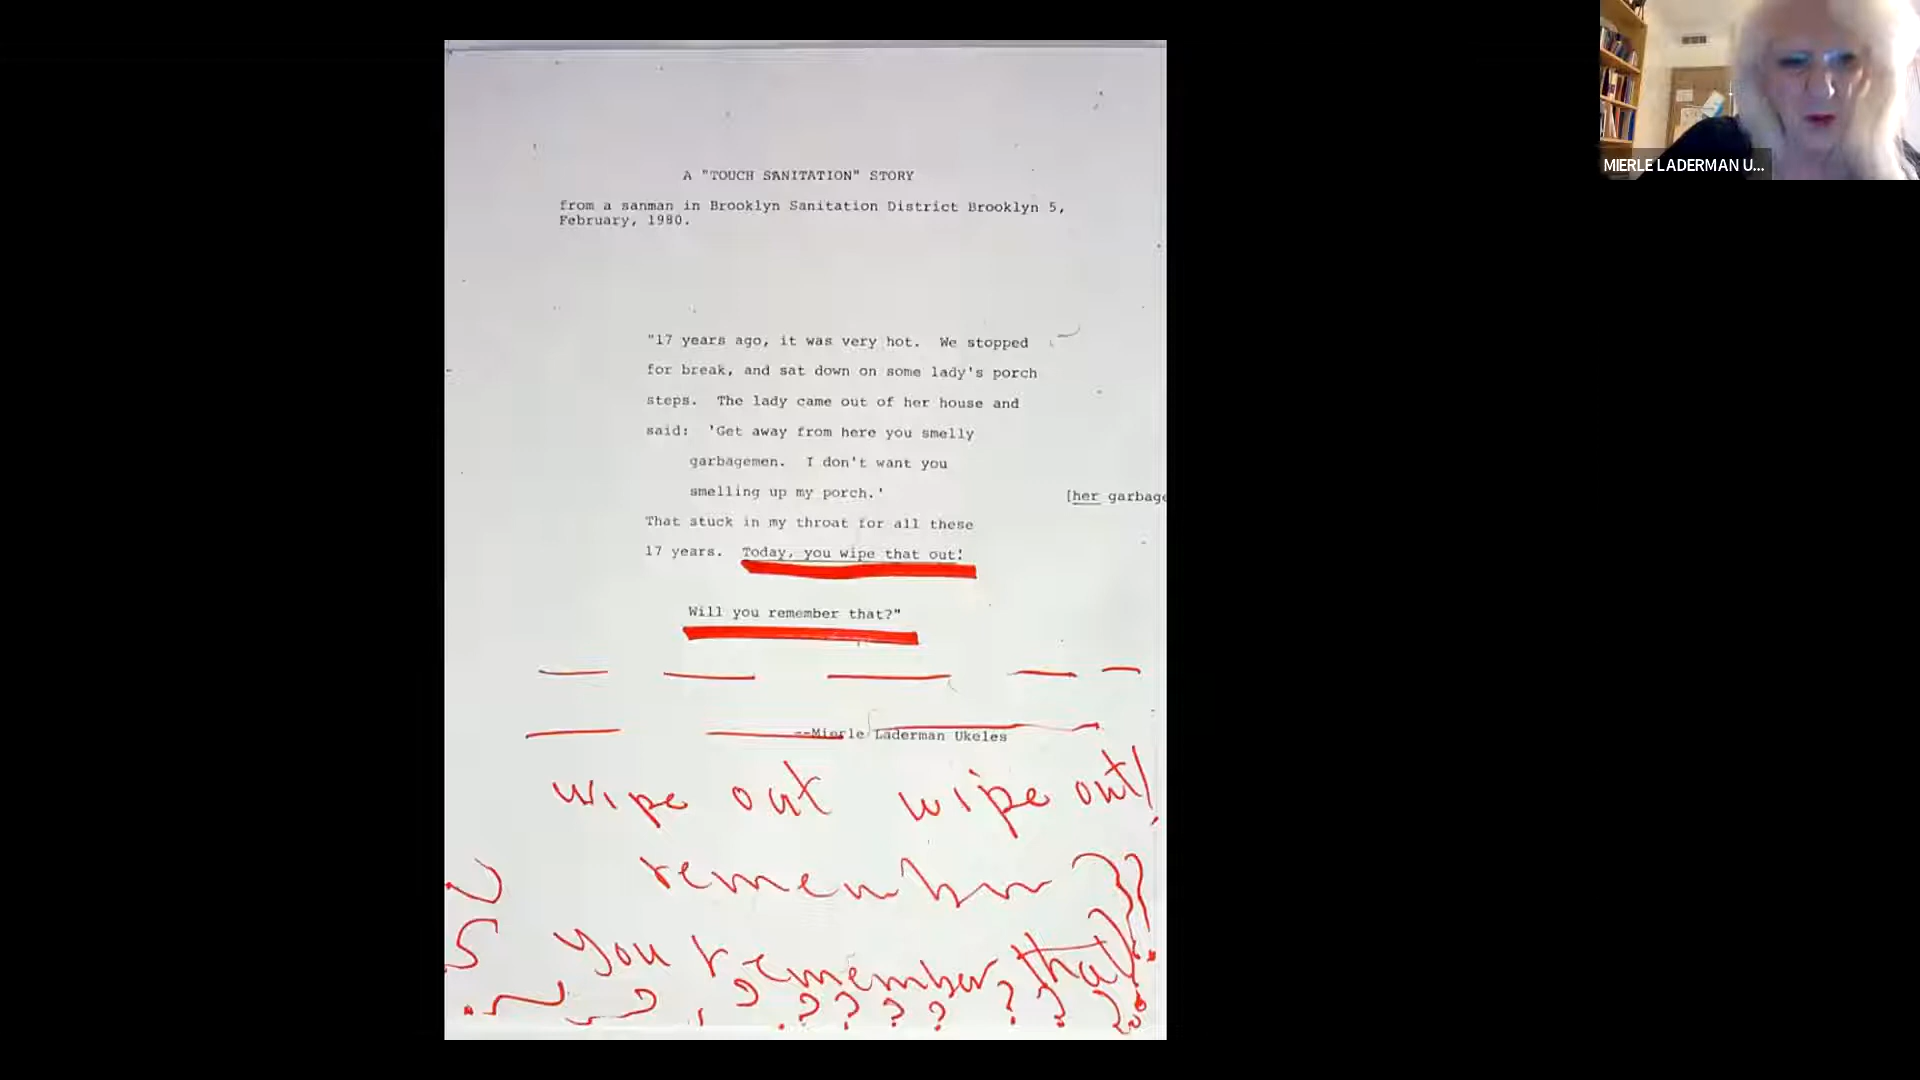 A "TOUCH SANITATION" STORY
from a sanman in Brooklyn Sanitation District Brooklyn 5,
February, 1980.
"17 years ago, it was very hot. We stopped
for break, and sat down on some lady's porch
steps. The lady came out of her house and
said: 'Get away from here you smelly
garbagemen. I don't want you
smelling up my porch.'
[her garbage
That stuck in my throat for all these
17 years. Today, you wipe that out!
Will you remember that?"
--Mierle Laderman Ukeles
wipe out wipe out!
remember ??
you remember that?
? ? ? ? ? ? ? ? ?
MIERLE LADERMAN U...